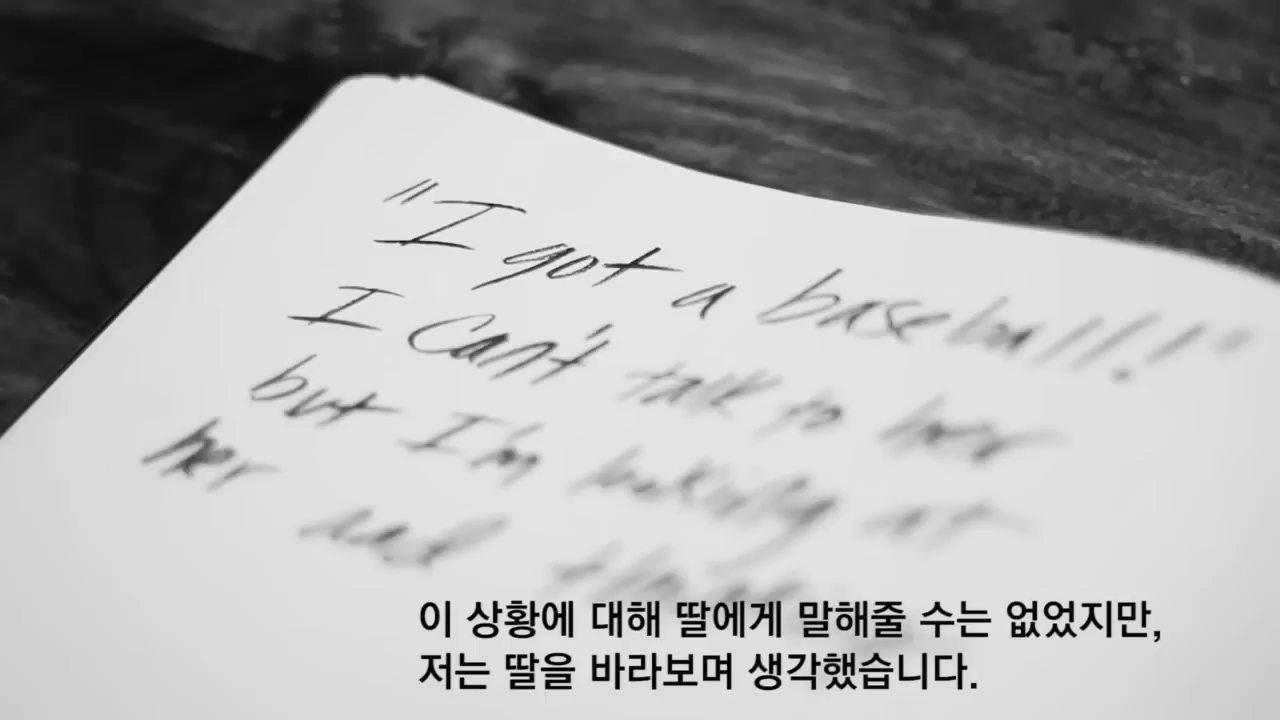 "I got a baseball!"
I can't talk to her
but I'm looking at
her and
이 상황에 대해 딸에게 말해줄 수는 없었지만,
저는 딸을 바라보며 생각했습니다.